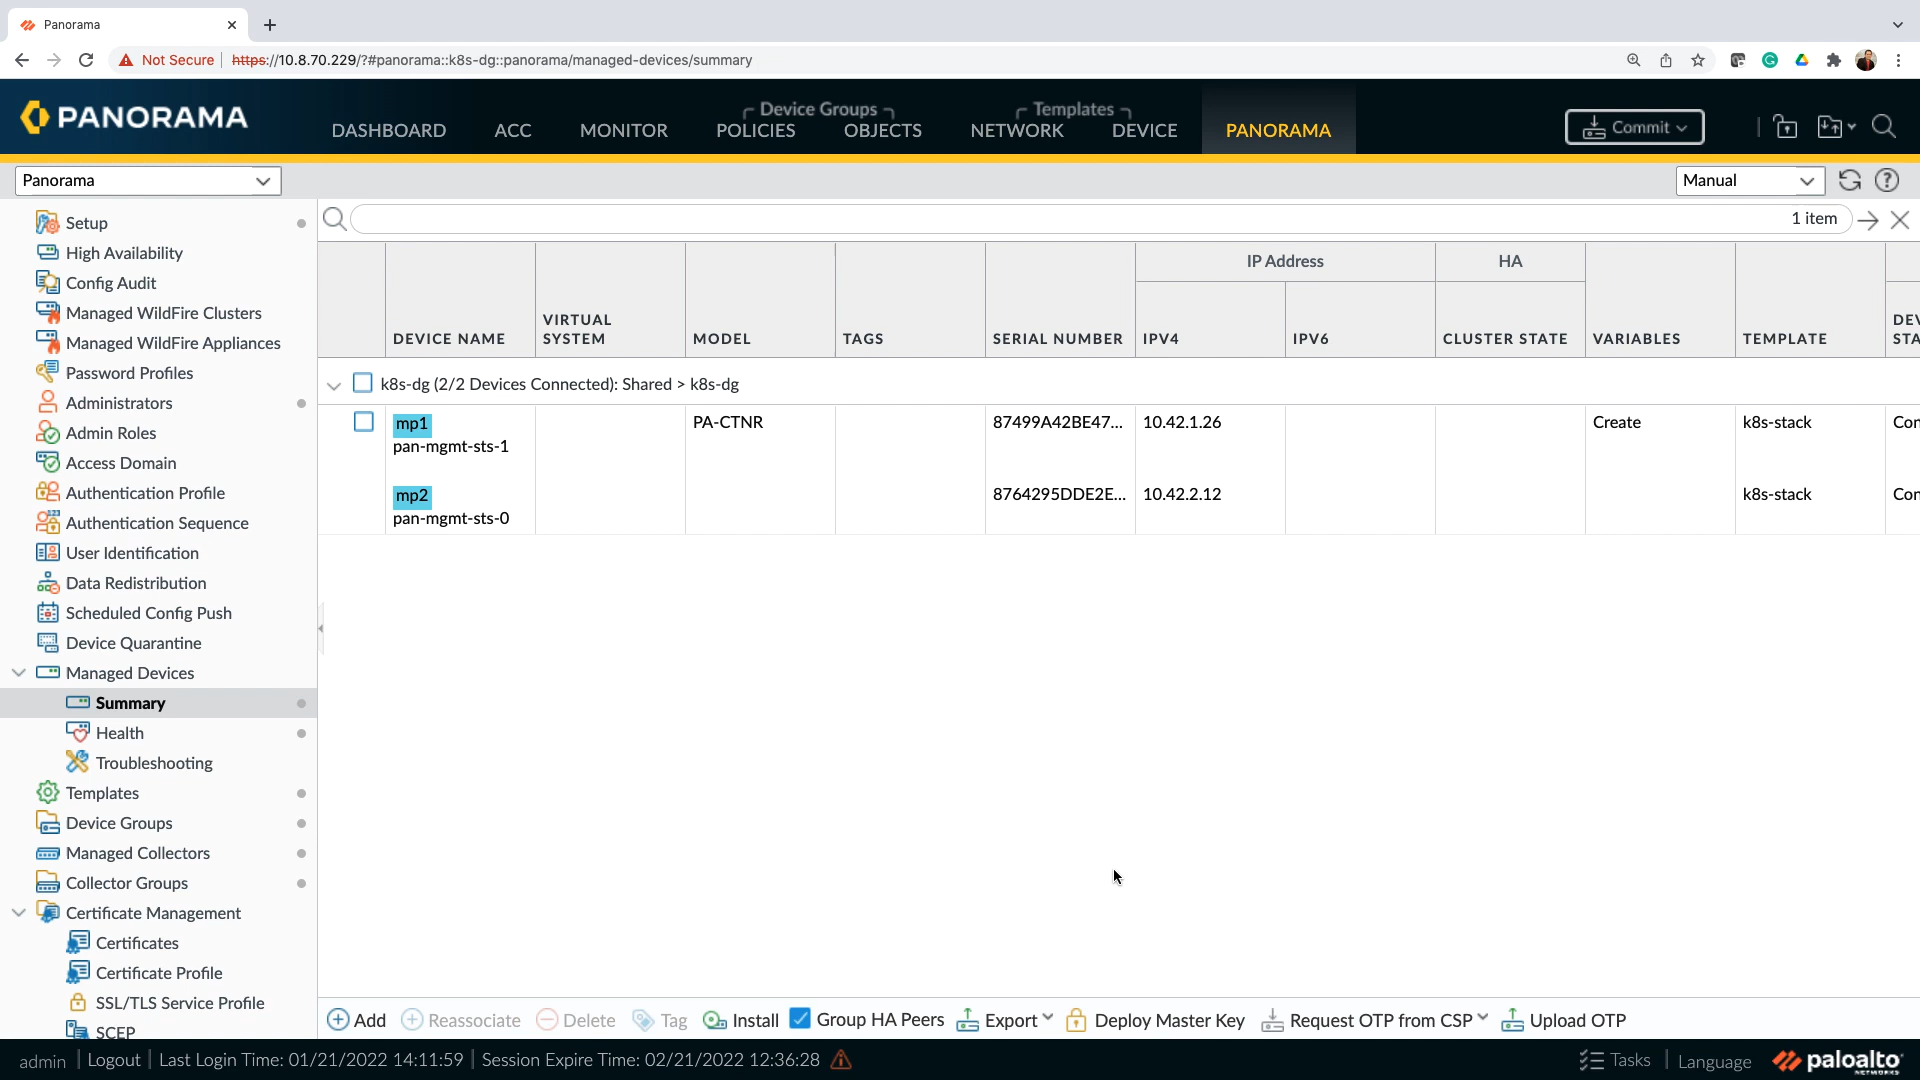 Panorama
Not Secure
https://10.8.70.229/?#panorama::k8s-dg::panorama/managed-devices/summary
PANORAMA
Device Groups
Templates
DASHBOARD
ACC
MONITOR
POLICIES
OBJECTS
NETWORK
DEVICE
PANORAMA
Commit
Panorama
Manual
Setup
High Availability
Config Audit
Managed WildFire Clusters
Managed WildFire Appliances
Password Profiles
Administrators
Admin Roles
Access Domain
Authentication Profile
Authentication Sequence
User Identification
Data Redistribution
Scheduled Config Push
Device Quarantine
Managed Devices
Summary
Health
Troubleshooting
Templates
Device Groups
Managed Collectors
Collector Groups
Certificate Management
Certificates
Certificate Profile
SSL/TLS Service Profile
SCEP
1 item
IP Address
HA
DEVICE NAME
VIRTUAL
SYSTEM
MODEL
TAGS
SERIAL NUMBER
IPV4
IPV6
CLUSTER STATE
VARIABLES
TEMPLATE
DEV
STA
k8s-dg (2/2 Devices Connected): Shared > k8s-dg
mp1
pan-mgmt-sts-1
PA-CTNR
87499A42BE47...
10.42.1.26
Create
k8s-stack
Con
mp2
pan-mgmt-sts-0
8764295DDE2E...
10.42.2.12
k8s-stack
Con
Add
Reassociate
Delete
Tag
Install
Group HA Peers
Export
Deploy Master Key
Request OTP from CSP
Upload OTP
admin | Logout | Last Login Time: 01/21/2022 14:11:59 | Session Expire Time: 02/21/2022 12:36:28
Tasks | Language
paloalto
NETWORKS